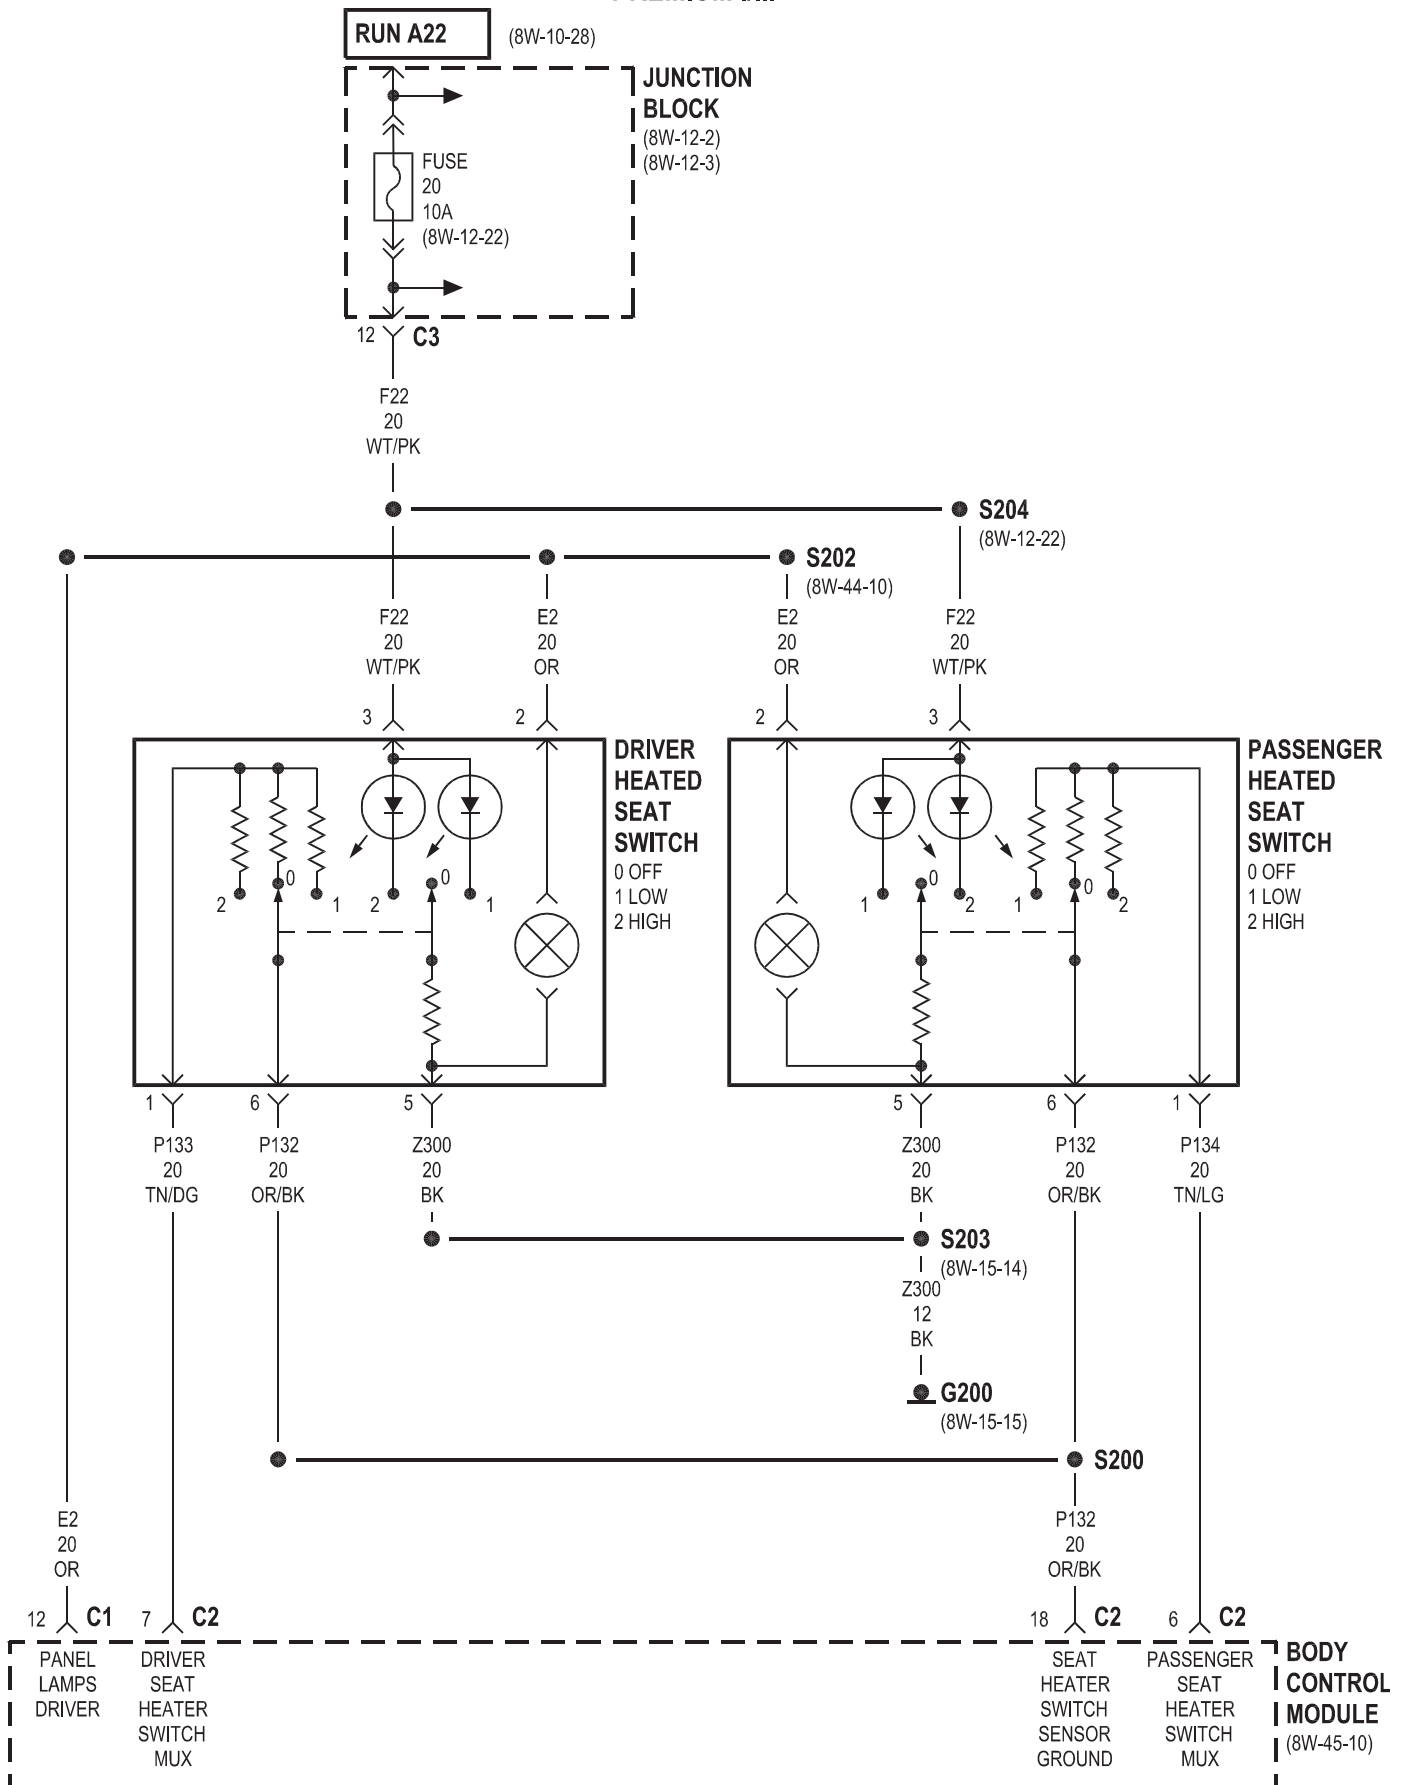 RUN A22
(8W-10-28)
JUNCTION
BLOCK
(8W-12-2)
(8W-12-3)
FUSE
20
10A
(8W-12-22)
12
C3
F22
20
WT/PK
S204
(8W-12-22)
S202
(8W-44-10)
F22
20
WT/PK
E2
20
OR
E2
20
OR
F22
20
WT/PK
3
2
2
3
DRIVER
HEATED
SEAT
SWITCH
0 OFF
1 LOW
2 HIGH
PASSENGER
HEATED
SEAT
SWITCH
0 OFF
1 LOW
2 HIGH
2
0
1
2
0
1
1
0
2
1
0
2
1
6
5
5
6
1
P133
20
TN/DG
P132
20
OR/BK
Z300
20
BK
Z300
20
BK
P132
20
OR/BK
P134
20
TN/LG
S203
(8W-15-14)
Z300
12
BK
G200
(8W-15-15)
S200
E2
20
OR
P132
20
OR/BK
12
C1
7
C2
18
C2
6
C2
PANEL
LAMPS
DRIVER
DRIVER
SEAT
HEATER
SWITCH
MUX
SEAT
HEATER
SWITCH
SENSOR
GROUND
PASSENGER
SEAT
HEATER
SWITCH
MUX
BODY
CONTROL
MODULE
(8W-45-10)